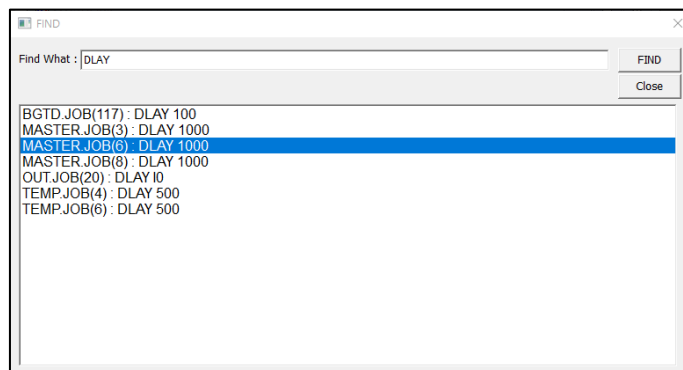 FIND
Find What : DLAY
FIND
Close
BGTD.JOB(117) : DLAY 100
MASTER.JOB(3) : DLAY 1000
MASTER.JOB(6) : DLAY 1000
MASTER.JOB(8) : DLAY 1000
OUT.JOB(20) : DLAY I0
TEMP.JOB(4) : DLAY 500
TEMP.JOB(6) : DLAY 500